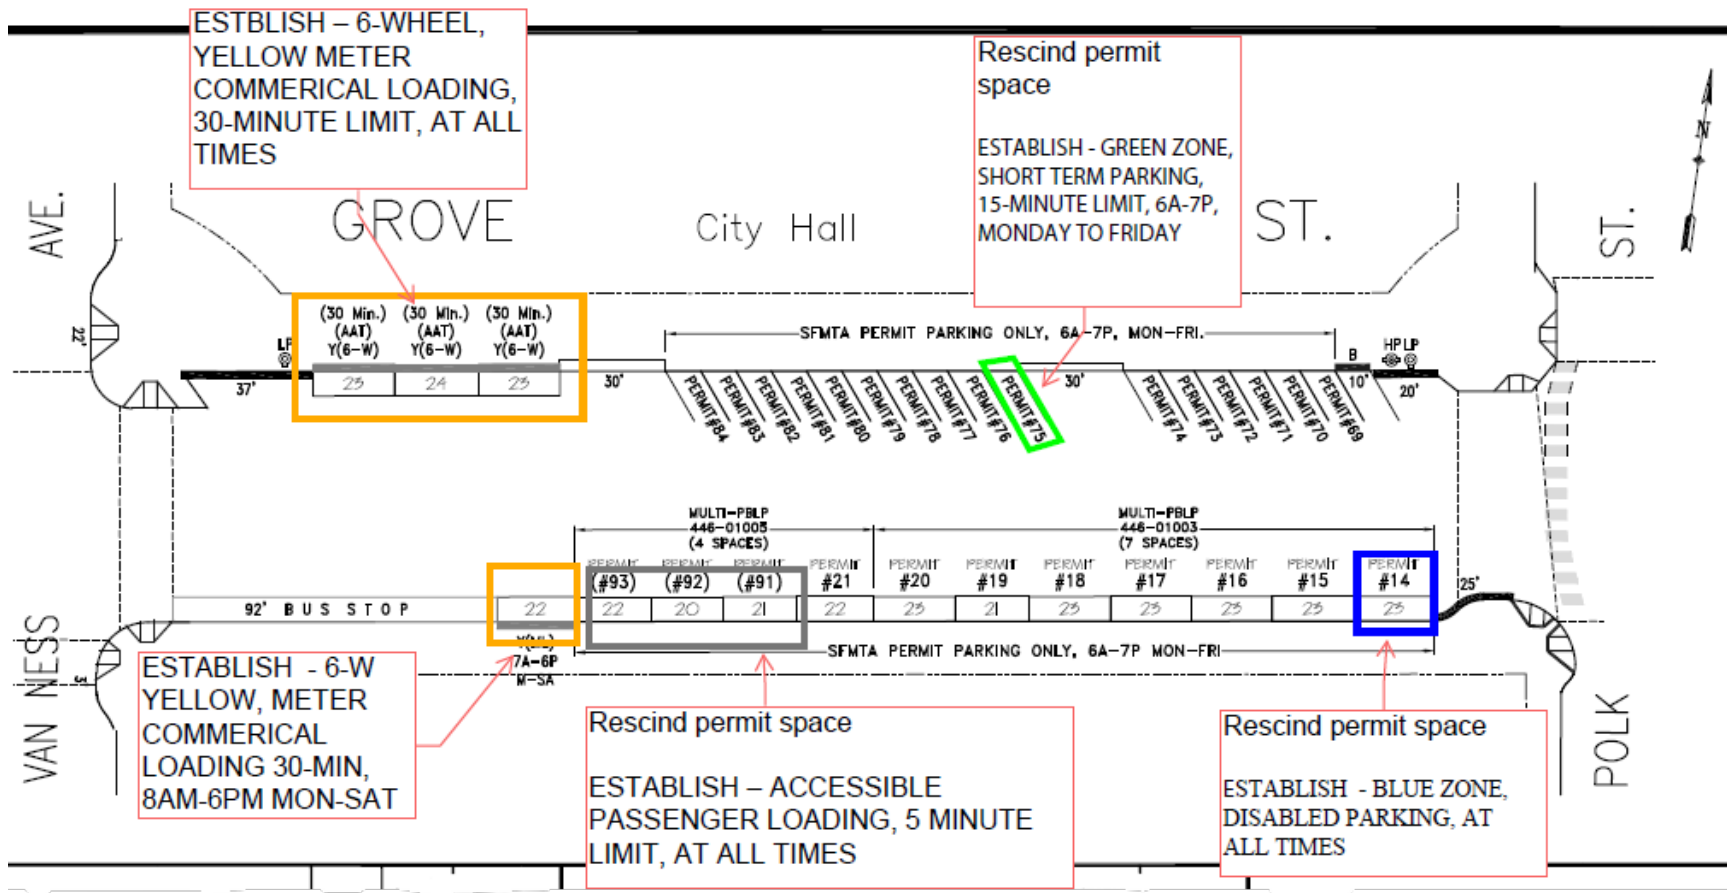 ESTBLISH – 6-WHEEL,
YELLOW METER
COMMERICAL LOADING,
30-MINUTE LIMIT, AT ALL
TIMES
Rescind permit
space
ESTABLISH - GREEN ZONE,
SHORT TERM PARKING,
15-MINUTE LIMIT, 6A-7P,
MONDAY TO FRIDAY
N
AVE.
GROVE
City Hall
ST.
ST.
(30 Min.) (30 Min.) (30 Min.)
(AAT) (AAT) (AAT)
Y(6-W) Y(6-W) Y(6-W)
SFMTA PERMIT PARKING ONLY, 6A-7P, MON-FRI.
22'
LP
HP LP
B
37'
23 24 23
30'
30'
10'
20'
PERMIT#84
PERMIT#83
PERMIT#82
PERMIT#81
PERMIT#80
PERMIT#79
PERMIT#78
PERMIT#77
PERMIT#76
PERMIT#75
PERMIT#74
PERMIT#73
PERMIT#72
PERMIT#71
PERMIT#70
PERMIT#69
MULTI-PBLP
446-01005
(4 SPACES)
MULTI-PBLP
446-01003
(7 SPACES)
PERMIT PERMIT PERMIT PERMIT PERMIT PERMIT PERMIT PERMIT PERMIT PERMIT PERMIT
(#93) (#92) (#91) #21 #20 #19 #18 #17 #16 #15 #14
25'
92' BUS STOP
22 22 20 21 22 23 21 23 23 23 23 23
Y(ML)
7A-6P
M-SA
SFMTA PERMIT PARKING ONLY, 6A-7P MON-FRI
VAN NESS
3'
POLK
ESTABLISH - 6-W
YELLOW, METER
COMMERICAL
LOADING 30-MIN,
8AM-6PM MON-SAT
Rescind permit space
ESTABLISH – ACCESSIBLE
PASSENGER LOADING, 5 MINUTE
LIMIT, AT ALL TIMES
Rescind permit space
ESTABLISH - BLUE ZONE,
DISABLED PARKING, AT
ALL TIMES